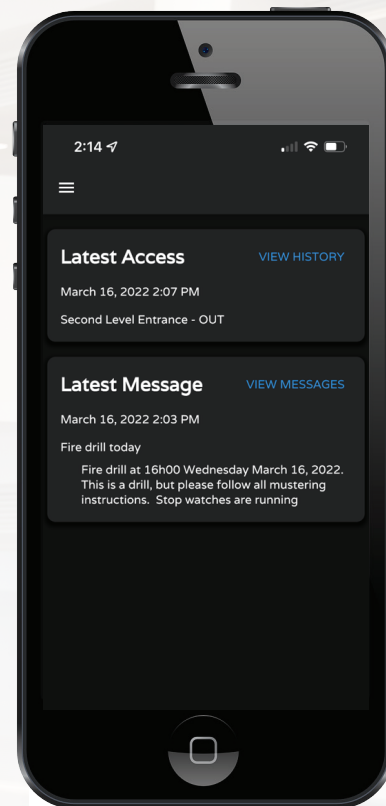 2:14
Latest Access
VIEW HISTORY
March 16, 2022 2:07 PM
Second Level Entrance - OUT
Latest Message
VIEW MESSAGES
March 16, 2022 2:03 PM
Fire drill today
Fire drill at 16h00 Wednesday March 16, 2022.
This is a drill, but please follow all mustering
instructions.  Stop watches are running